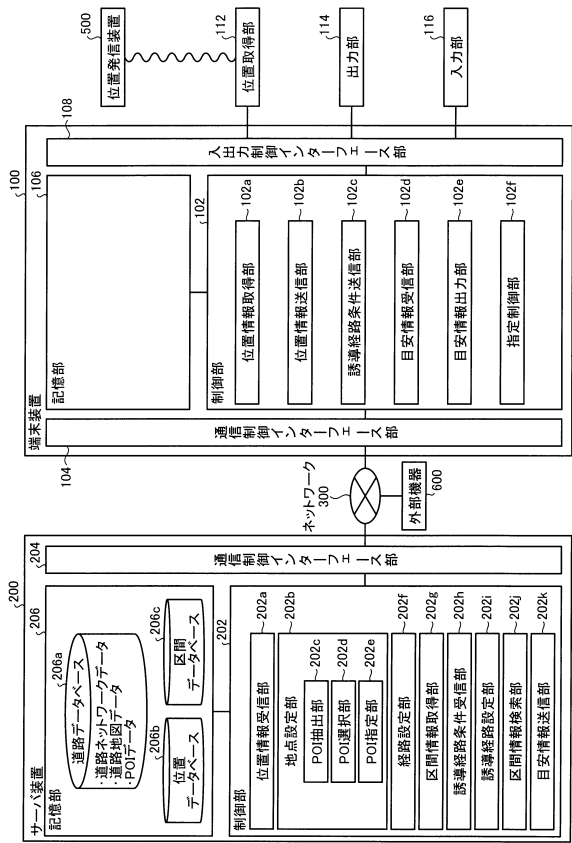 サーバ装置
200
記憶部
206
道路データベース
206a
・道路ネットワークデータ
・道路地図データ
・POIデータ
位置
データベース
206b
区間
データベース
206c
制御部
202
位置情報受信部
202a
地点設定部
202b
POI抽出部
202c
POI選択部
202d
POI指定部
202e
経路設定部
202f
区間情報取得部
202g
誘導経路条件受信部
202h
誘導経路設定部
202i
区間情報検索部
202j
目安情報送信部
202k
通信制御インターフェース部
204
ネットワーク
300
外部機器
600
端末装置
100
通信制御インターフェース部
104
記憶部
106
制御部
102
位置情報取得部
102a
位置情報送信部
102b
誘導経路条件送信部
102c
目安情報受信部
102d
目安情報出力部
102e
指定制御部
102f
入出力制御インターフェース部
108
位置発信装置
500
位置取得部
112
出力部
114
入力部
116